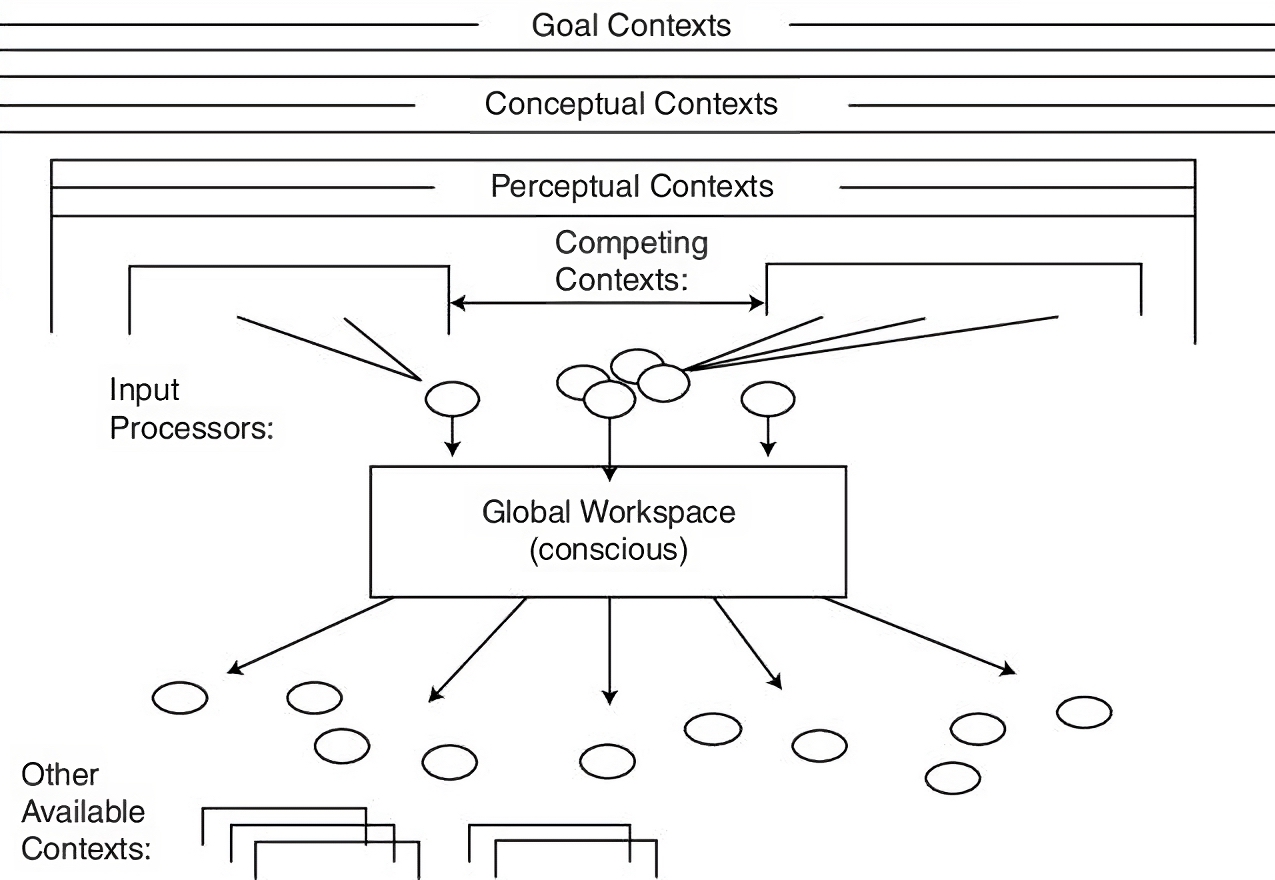 Goal Contexts
Conceptual Contexts
Perceptual Contexts
Competing
Contexts:
Input
Processors:
Global Workspace
(conscious)
Other
Available
Contexts: